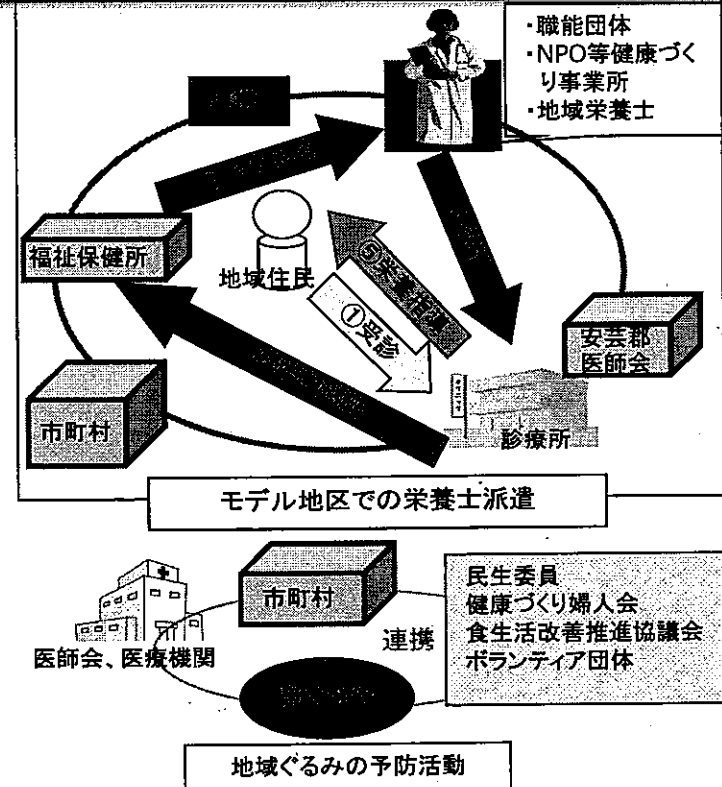 ・職能団体
・NPO等健康づく
り事業所
・地域栄養士
福祉保健所
地域住民
⑤栄養指導
①受診
安芸郡
医師会
市町村
診療所
モデル地区での栄養士派遣
市町村
民生委員
健康づくり婦人会
食生活改善推進協議会
ボランティア団体
連携
医師会、医療機関
地域ぐるみの予防活動